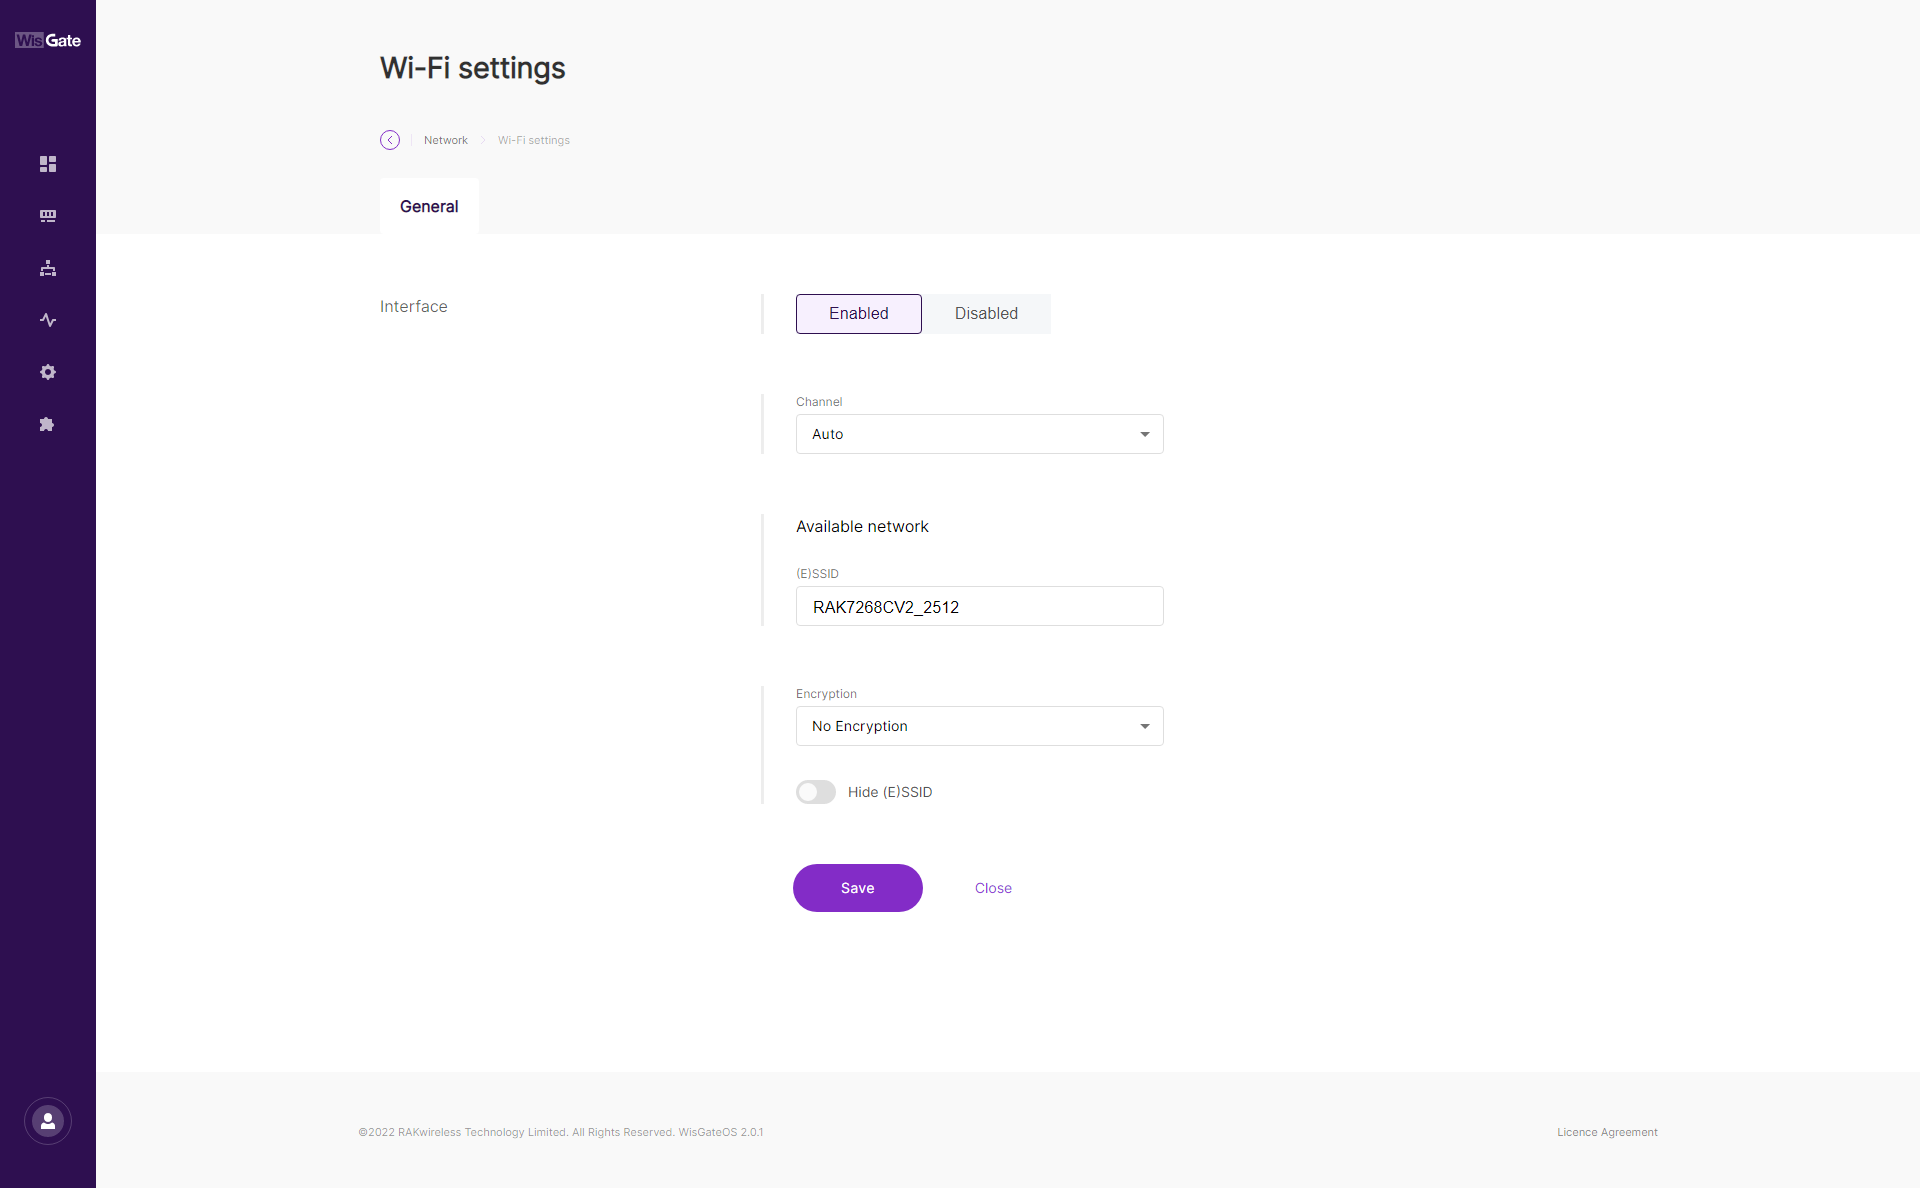 WisGate
Wi-Fi settings
Network Wi-Fi settings
General
Interface
Enabled Disabled
Channel
Auto
Available network
(E)SSID
RAK7268CV2_2512
Encryption
No Encryption
Hide (E)SSID
Save Close
©2022 RAKwireless Technology Limited. All Rights Reserved. WisGateOS 2.0.1 Licence Agreement